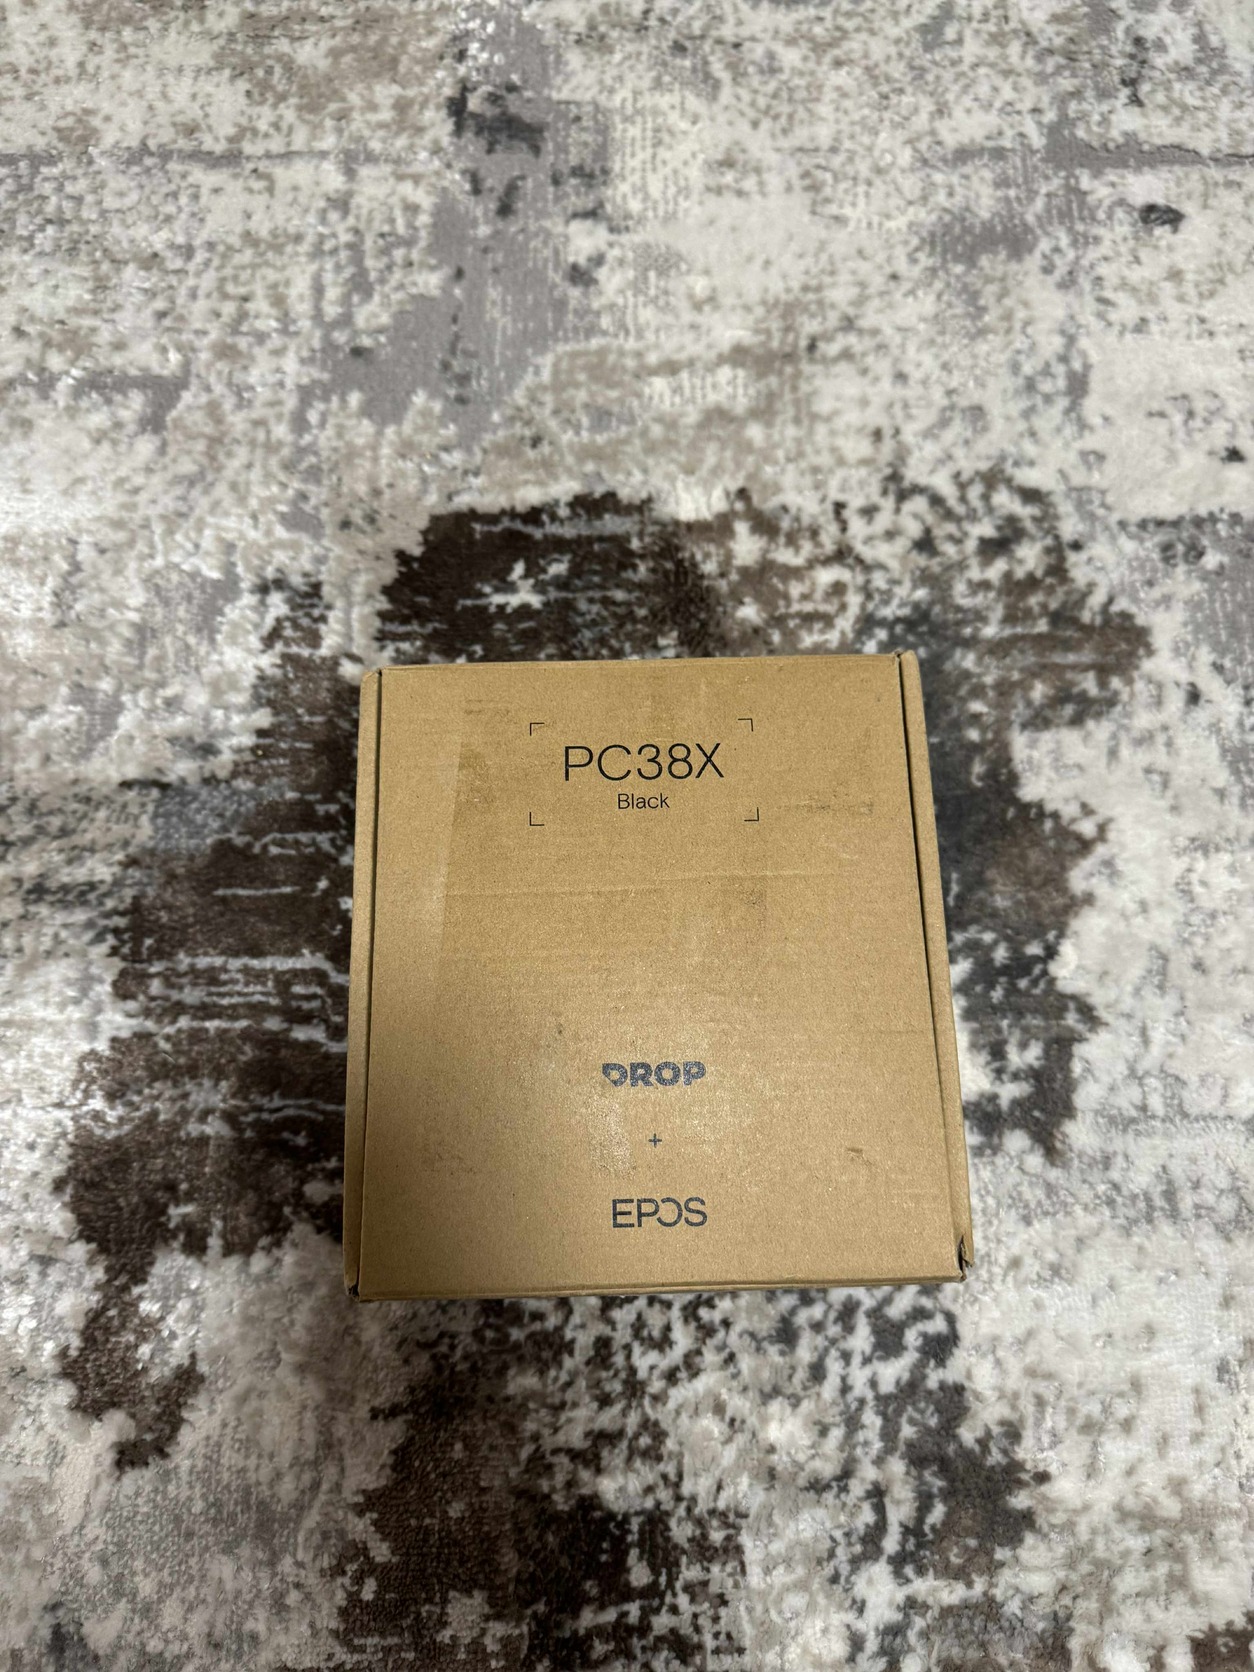 PC38X
Black
DROP
+
EPOS